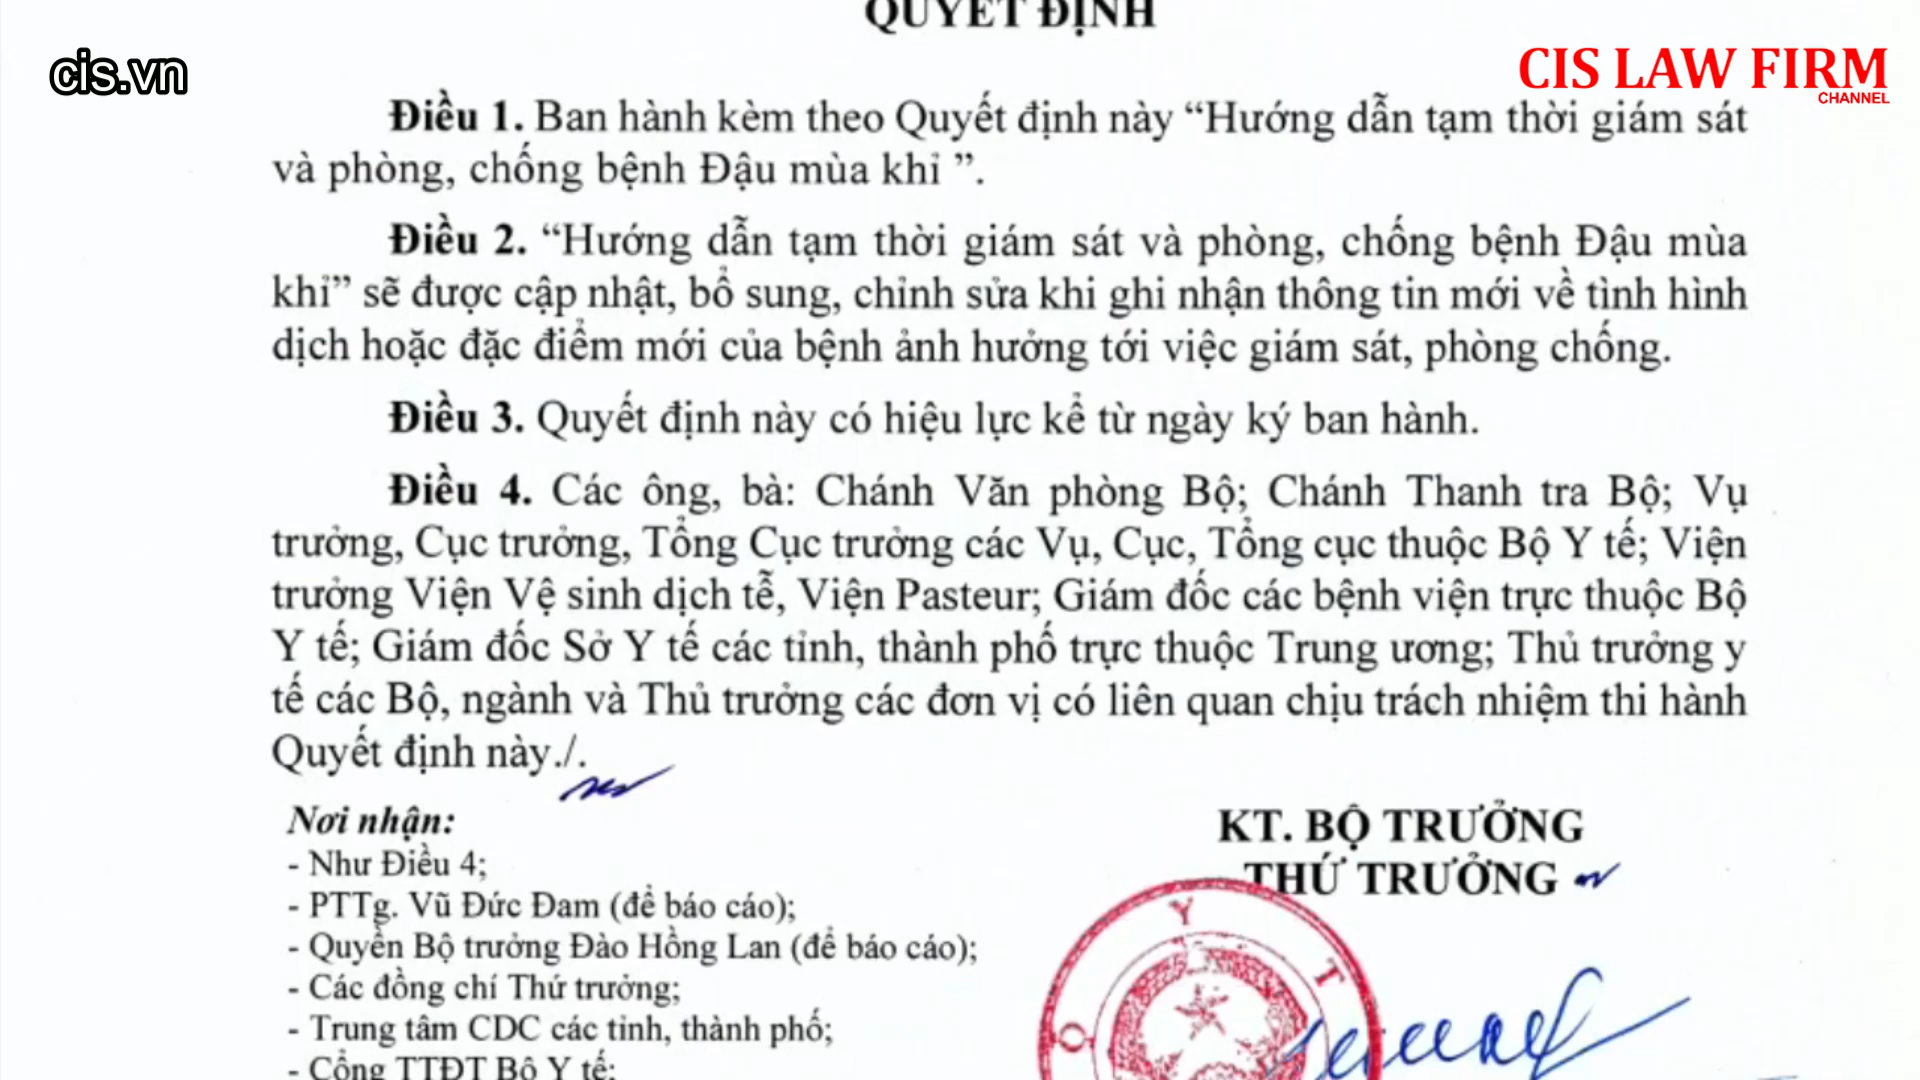 QUYẾT ĐỊNH
cis.vn
CIS LAW FIRM
CHANNEL
Điều 1. Ban hành kèm theo Quyết định này “Hướng dẫn tạm thời giám sát
và phòng, chống bệnh Đậu mùa khỉ ”.
Điều 2. “Hướng dẫn tạm thời giám sát và phòng, chống bệnh Đậu mùa
khỉ” sẽ được cập nhật, bổ sung, chỉnh sửa khi ghi nhận thông tin mới về tình hình
dịch hoặc đặc điểm mới của bệnh ảnh hưởng tới việc giám sát, phòng chống.
Điều 3. Quyết định này có hiệu lực kể từ ngày ký ban hành.
Điều 4. Các ông, bà: Chánh Văn phòng Bộ; Chánh Thanh tra Bộ; Vụ
trưởng, Cục trưởng, Tổng Cục trưởng các Vụ, Cục, Tổng cục thuộc Bộ Y tế; Viện
trưởng Viện Vệ sinh dịch tễ, Viện Pasteur; Giám đốc các bệnh viện trực thuộc Bộ
Y tế; Giám đốc Sở Y tế các tỉnh, thành phố trực thuộc Trung ương; Thủ trưởng y
tế các Bộ, ngành và Thủ trưởng các đơn vị có liên quan chịu trách nhiệm thi hành
Quyết định này./.
Nơi nhận:
- Như Điều 4;
- PTTg. Vũ Đức Đam (để báo cáo);
- Quyền Bộ trưởng Đào Hồng Lan (để báo cáo);
- Các đồng chí Thứ trưởng;
- Trung tâm CDC các tỉnh, thành phố;
- Cổng TTĐT Bộ Y tế;
KT. BỘ TRƯỞNG
THỨ TRƯỞNG
Ộ Y T